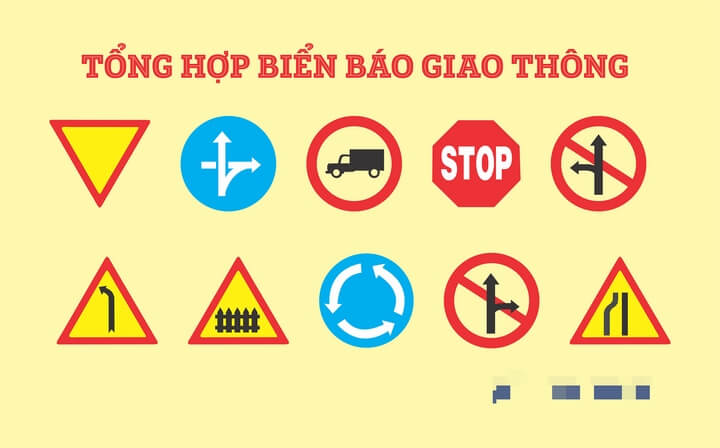 TỔNG HỢP BIỂN BÁO GIAO THÔNG
STOP